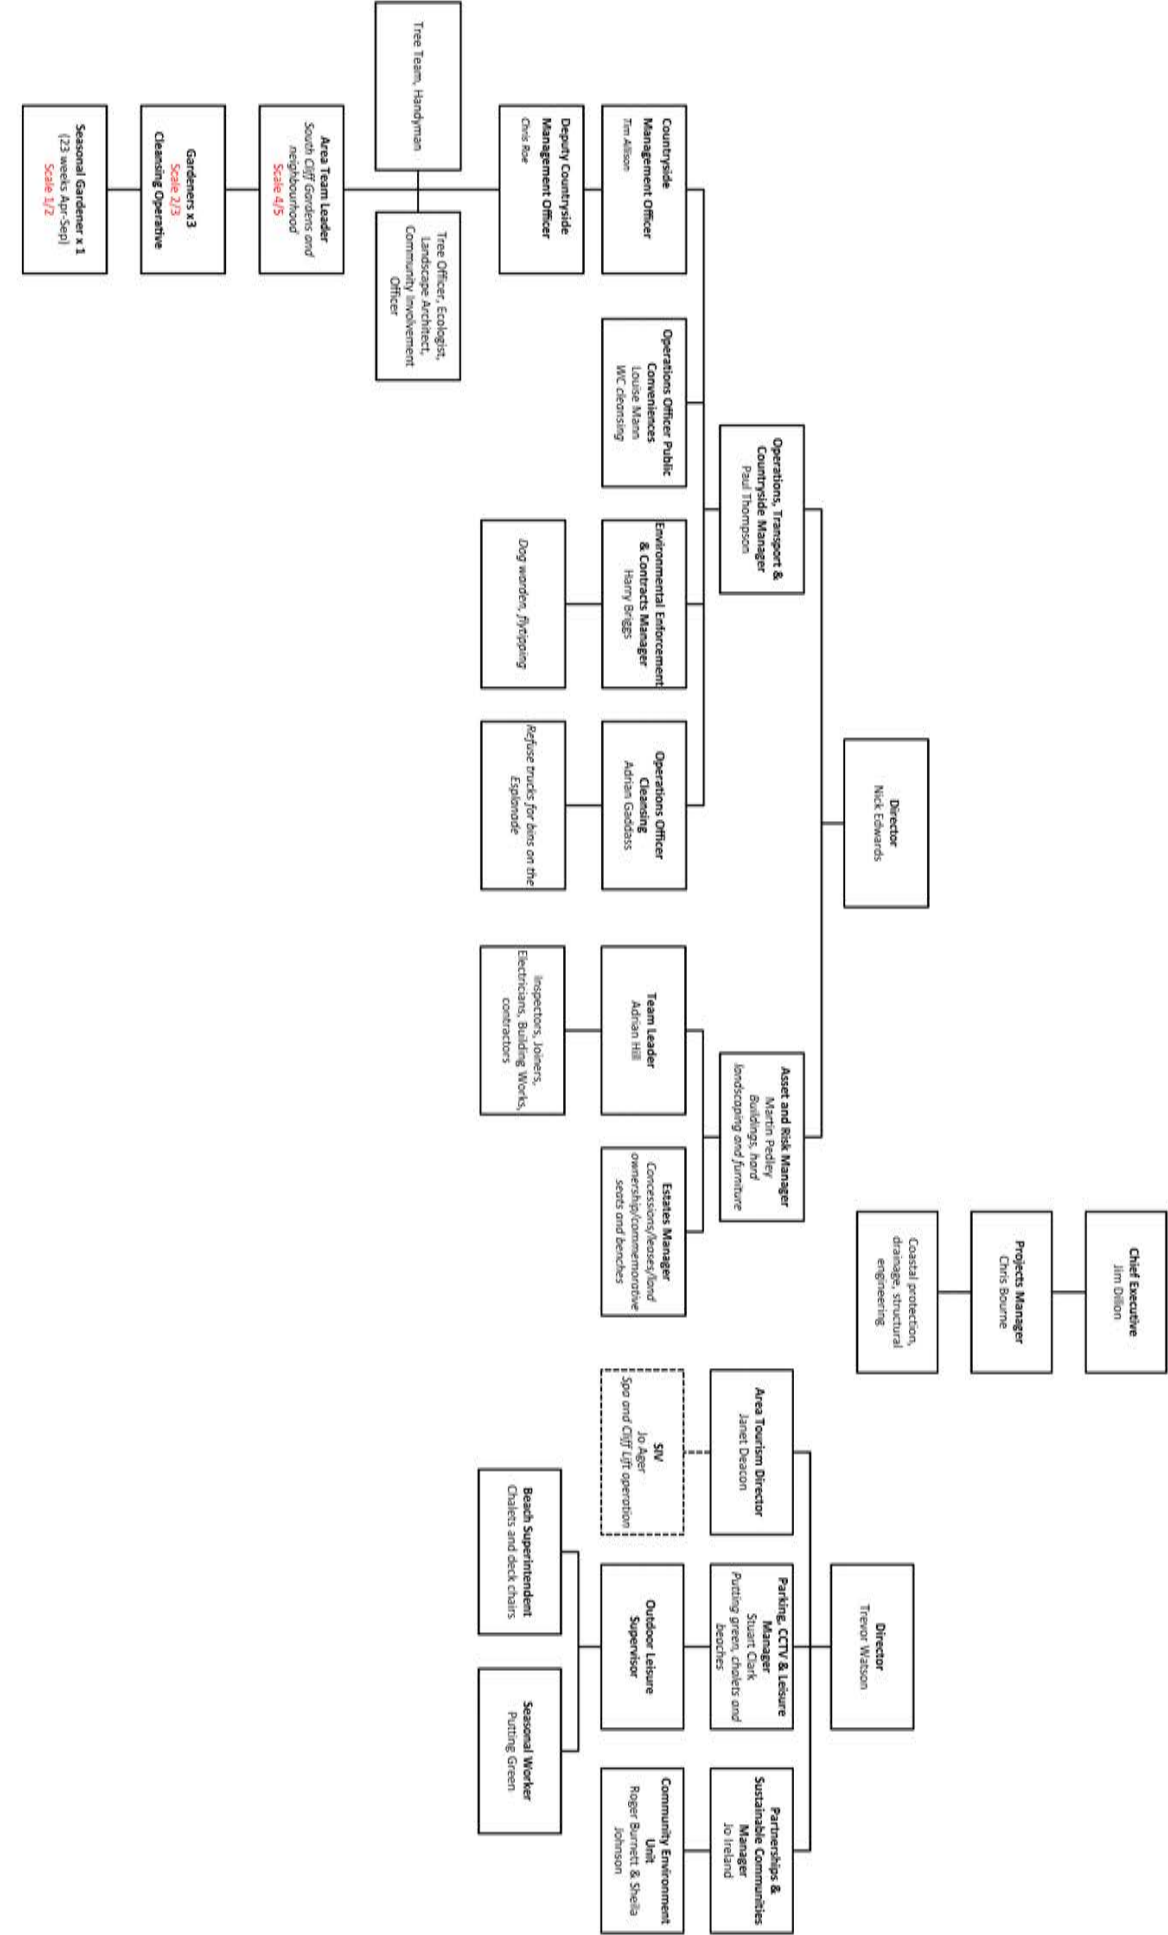 Chief Executive
Jim Dillon
Projects Manager
Chris Bourne
Coastal protection,
drainage, structural
engineering
Director
Nick Edwards
Director
Trevor Watson
Operations, Transport &
Countryside Manager
Paul Thompson
Asset and Risk Manager
Martin Pedley
Buildings, hard
landscaping and furniture
Area Tourism Director
Janet Deacon
Parking, CCTV & Leisure
Manager
Stuart Clark
Putting green, chalets and
beaches
Partnerships &
Sustainable Communities
Manager
Jo Ireland
Countryside
Management Officer
Tim Allison
Operations Officer Public
Conveniences
Louise Mann
WC cleansing
Environmental Enforcement
& Contracts Manager
Harry Briggs
Operations Officer
Cleansing
Adrian Gaddass
Team Leader
Adrian Hill
Estates Manager
Concessions/leases/land
ownership/commemorative
seats and benches
SIV
Jo Ager
Spa and Cliff Lift operation
Outdoor Leisure
Supervisor
Community Environment
Unit
Roger Burnett & Sheila
Johnson
Deputy Countryside
Management Officer
Chris Roe
Dog warden, flytipping
Refuse trucks for bins on the
Esplanade
Inspectors, Joiners,
Electricians, Building Works,
contractors
Beach Superintendent
Chalets and deck chairs
Seasonal Worker
Putting Green
Tree Team, Handyman
Tree Officer, Ecologist,
Landscape Architect,
Community Involvement
Officer
Area Team Leader
South Cliff Gardens and
neighbourhood
Scale 4/5
Gardeners x3
Scale 2/3
Cleansing Operative
Seasonal Gardener x 1
(23 weeks Apr-Sep)
Scale 1/2